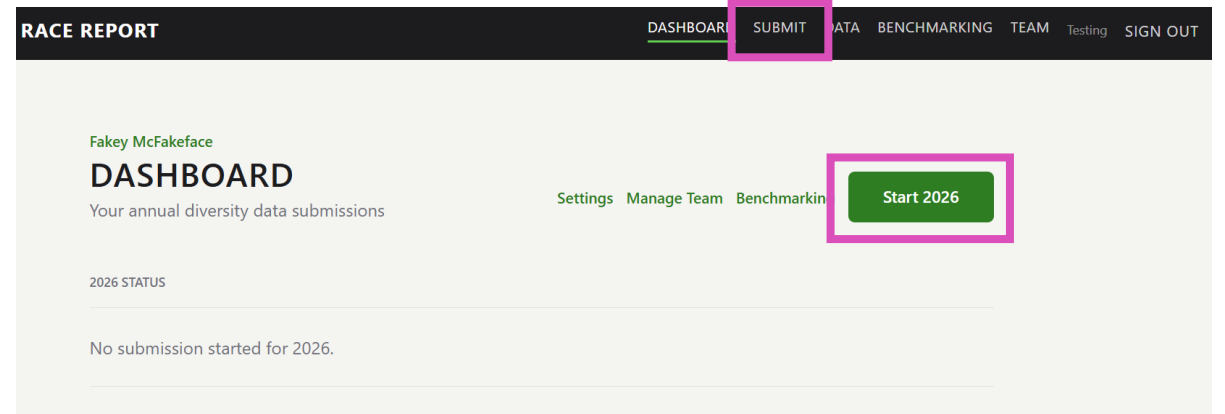 RACE REPORT
DASHBOARD SUBMIT DATA BENCHMARKING TEAM Testing SIGN OUT
Fakey McFakeface
DASHBOARD
Your annual diversity data submissions
Settings Manage Team Benchmarking Start 2026
2026 STATUS
No submission started for 2026.